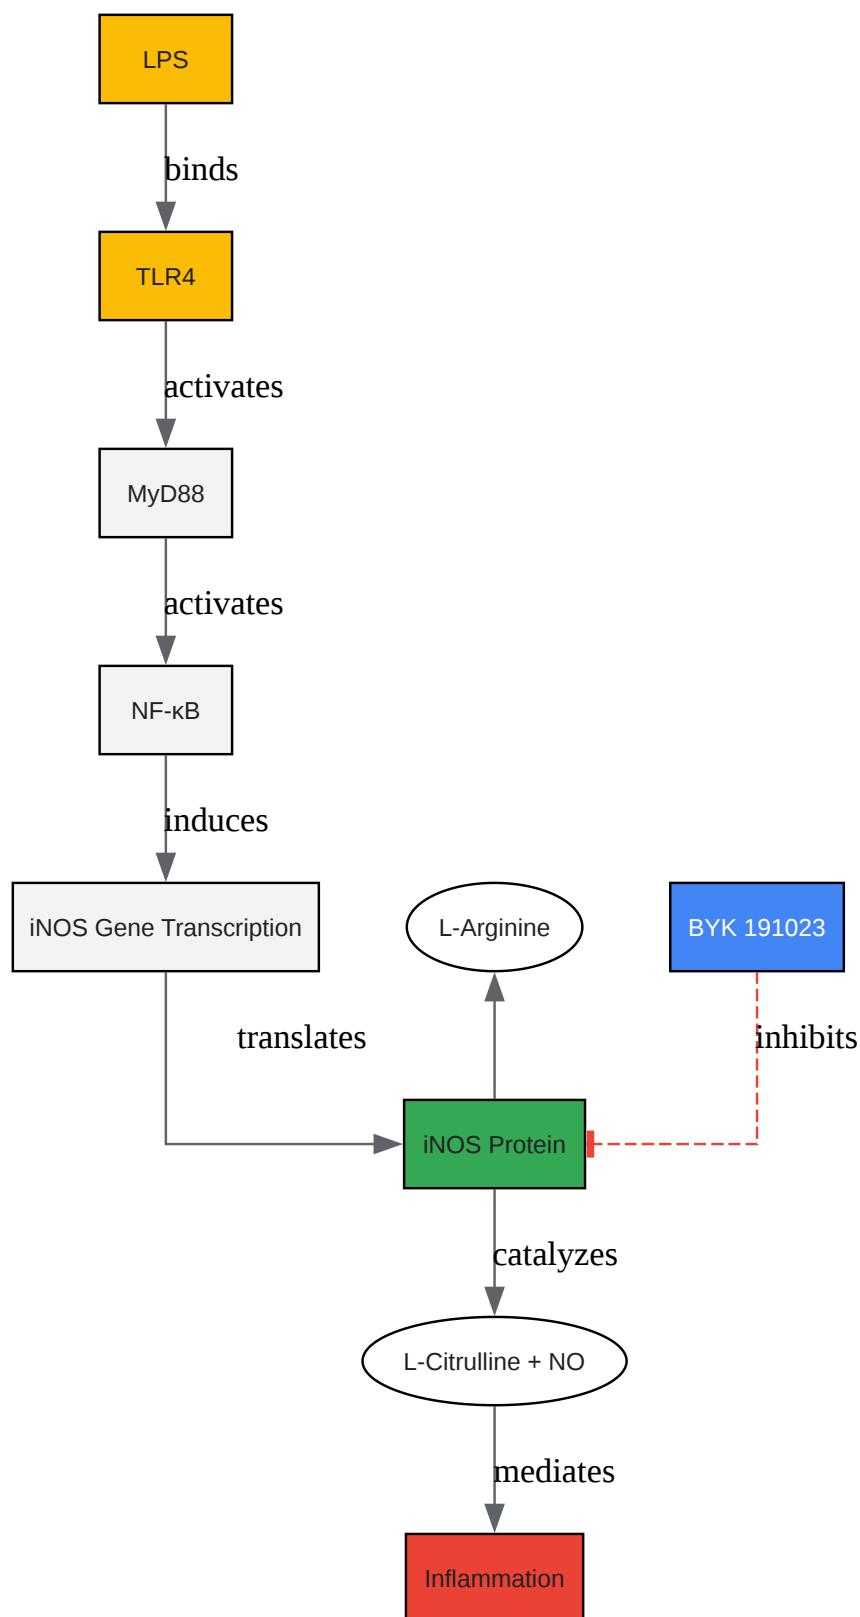 LPS
binds
TLR4
activates
MyD88
activates
NF-κB
induces
iNOS Gene Transcription
L-Arginine
BYK 191023
translates
inhibits
iNOS Protein
catalyzes
L-Citrulline + NO
mediates
Inflammation